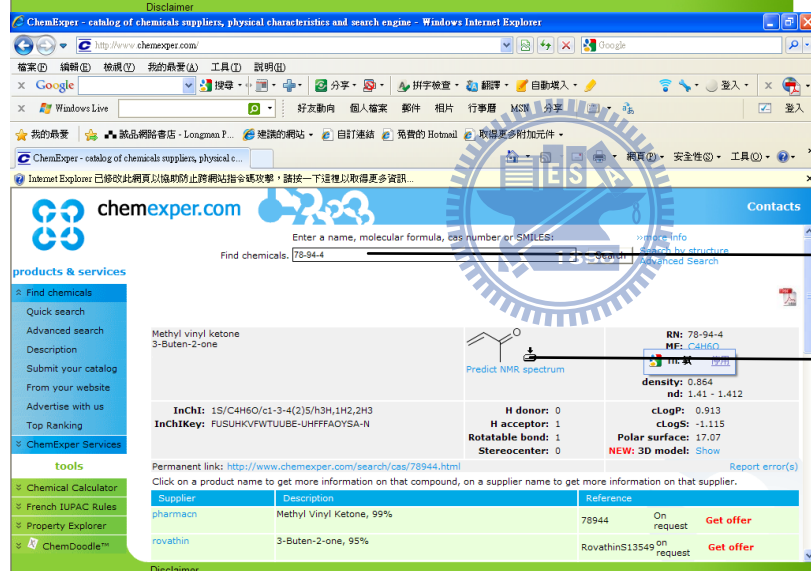 Disclaimer
ChemExper - catalog of chemicals suppliers, physical characteristics and search engine - Windows Internet Explorer
http://www.chemexper.com/
Google
檔案(F) 編輯(E) 檢視(V) 我的最愛(A) 工具(T) 說明(H)
x Google 搜尋 分享 拼字檢查 翻譯 自動填入 登入
x Windows Live 好友動向 個人檔案 郵件 相片 行事曆 MSN 分享 登入
我的最愛 誠品網路書店 - Longman P... 建議的網站 自訂連結 免費的 Hotmail 取得更多附加元件
ChemExper - catalog of chemicals suppliers, physical c... 網頁(P) 安全性(S) 工具(O)
Internet Explorer 已修改此網頁以協助防止跨網站指令碼攻擊，請按一下這裡以取得更多資訊...
chemexper.com
Contacts
Enter a name, molecular formula, cas number or SMILES: »more info
Find chemicals. 78-94-4 Search Search by structure
Advanced Search
products & services
Find chemicals
Quick search
Advanced search
Description
Submit your catalog
From your website
Advertise with us
Top Ranking
ChemExper Services
tools
Chemical Calculator
French IUPAC Rules
Property Explorer
ChemDoodle™
Methyl vinyl ketone
3-Buten-2-one
O
Predict NMR spectrum
RN: 78-94-4
MF: C4H6O
density: 0.864
nd: 1.41 - 1.412
InChI: 1S/C4H6O/c1-3-4(2)5/h3H,1H2,2H3
InChIKey: FUSUHKVFWTUUBE-UHFFFAOYSA-N
H donor: 0
H acceptor: 1
Rotatable bond: 1
Stereocenter: 0
cLogP: 0.913
cLogS: -1.115
Polar surface: 17.07
NEW: 3D model: Show
Permanent link: http://www.chemexper.com/search/cas/78944.html Report error(s)
Click on a product name to get more information on that compound, on a supplier name to get more information on that supplier.
Supplier Description Reference
pharmacn Methyl Vinyl Ketone, 99% 78944 On request Get offer
rovathin 3-Buten-2-one, 95% RovathinS13549 on request Get offer
Disclaimer